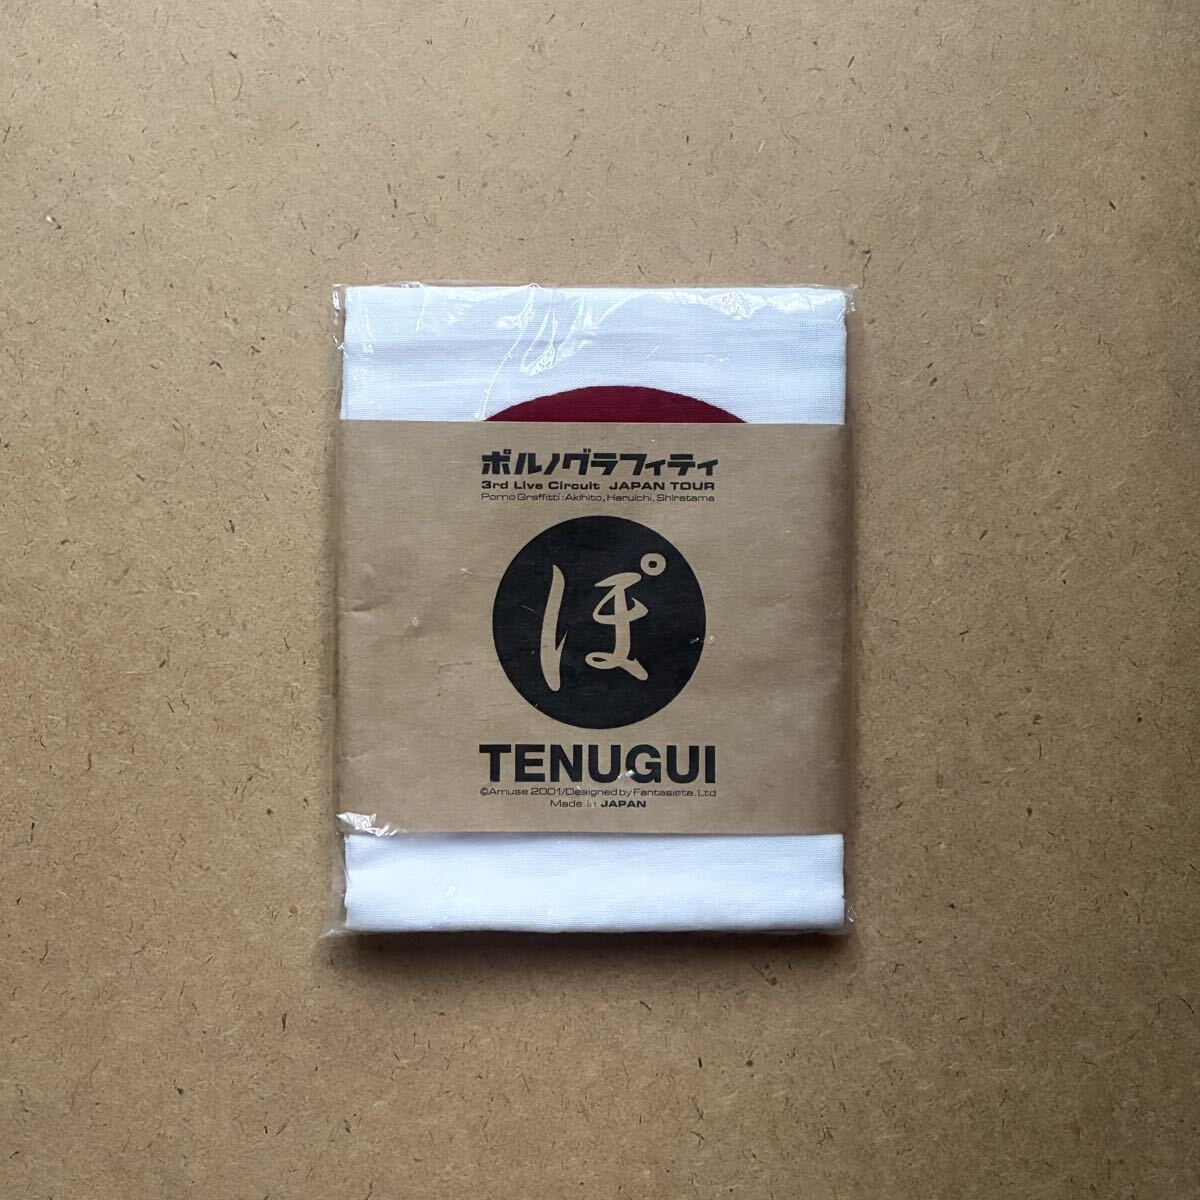 ポルノグラフィティ
3rd Live Circuit JAPAN TOUR
Porno Graffitti:Akihito, Haruichi, Shiratama
ぽ
TENUGUI
©Amuse 2001/Designed by Fantasista.Ltd
Made in JAPAN